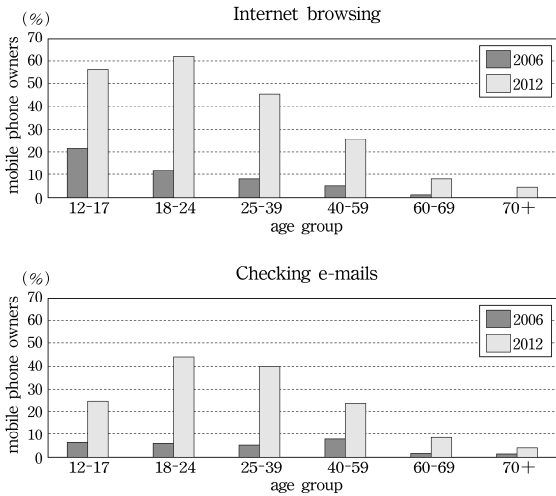 Internet browsing
(%)
mobile phone owners
70
60
50
40
30
20
10
0
2006
2012
12-17 18-24 25-39 40-59 60-69 70+
age group
Checking e-mails
(%)
mobile phone owners
70
60
50
40
30
20
10
0
2006
2012
12-17 18-24 25-39 40-59 60-69 70+
age group